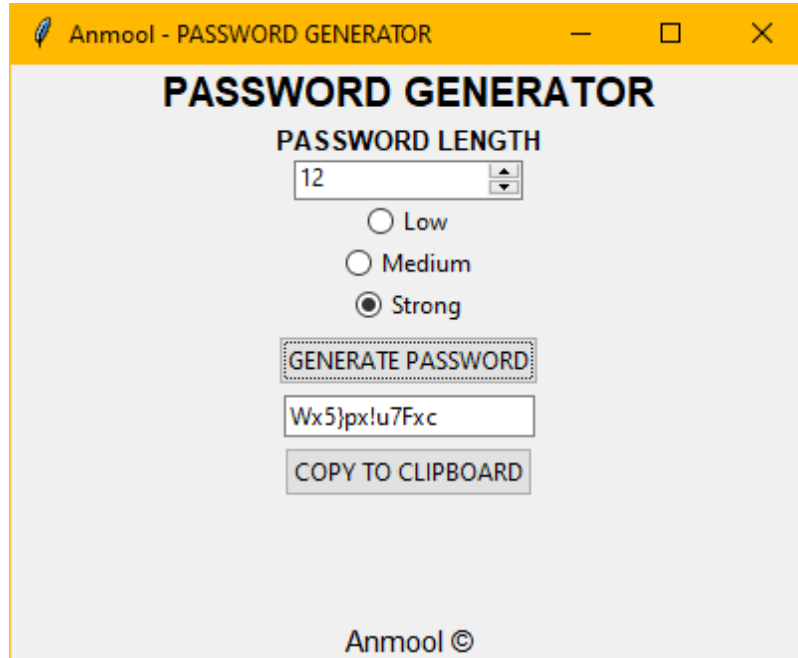 Anmool - PASSWORD GENERATOR
PASSWORD GENERATOR
PASSWORD LENGTH
12
Low
Medium
Strong
GENERATE PASSWORD
Wx5}px!u7Fxc
COPY TO CLIPBOARD
Anmool ©